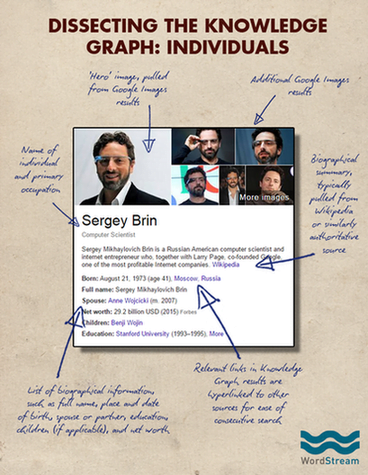 DISSECTING THE KNOWLEDGE
GRAPH: INDIVIDUALS
'Hero' image, pulled
from Google Images
results
Additional Google Images
results
Name of
individual
and primary
occupation
Biographical
summary,
typically
pulled from
Wikipedia
or similarly
authoritative
source
More images
Sergey Brin
Computer Scientist
Sergey Mikhaylovich Brin is a Russian American computer scientist and
internet entrepreneur who, together with Larry Page, co-founded Google,
one of the most profitable Internet companies. Wikipedia
Born: August 21, 1973 (age 41), Moscow, Russia
Full name: Sergey Mikhaylovich Brin
Spouse: Anne Wojcicki (m. 2007)
Net worth: 29.2 billion USD (2015) Forbes
Children: Benji Wojin
Education: Stanford University (1993–1995), More
List of biographical information,
such as full name, place and date
of birth, spouse or partner, education,
children (if applicable), and net worth
Relevant links in Knowledge
Graph results are
hyperlinked to other
sources for ease of
consecutive search
WordStream